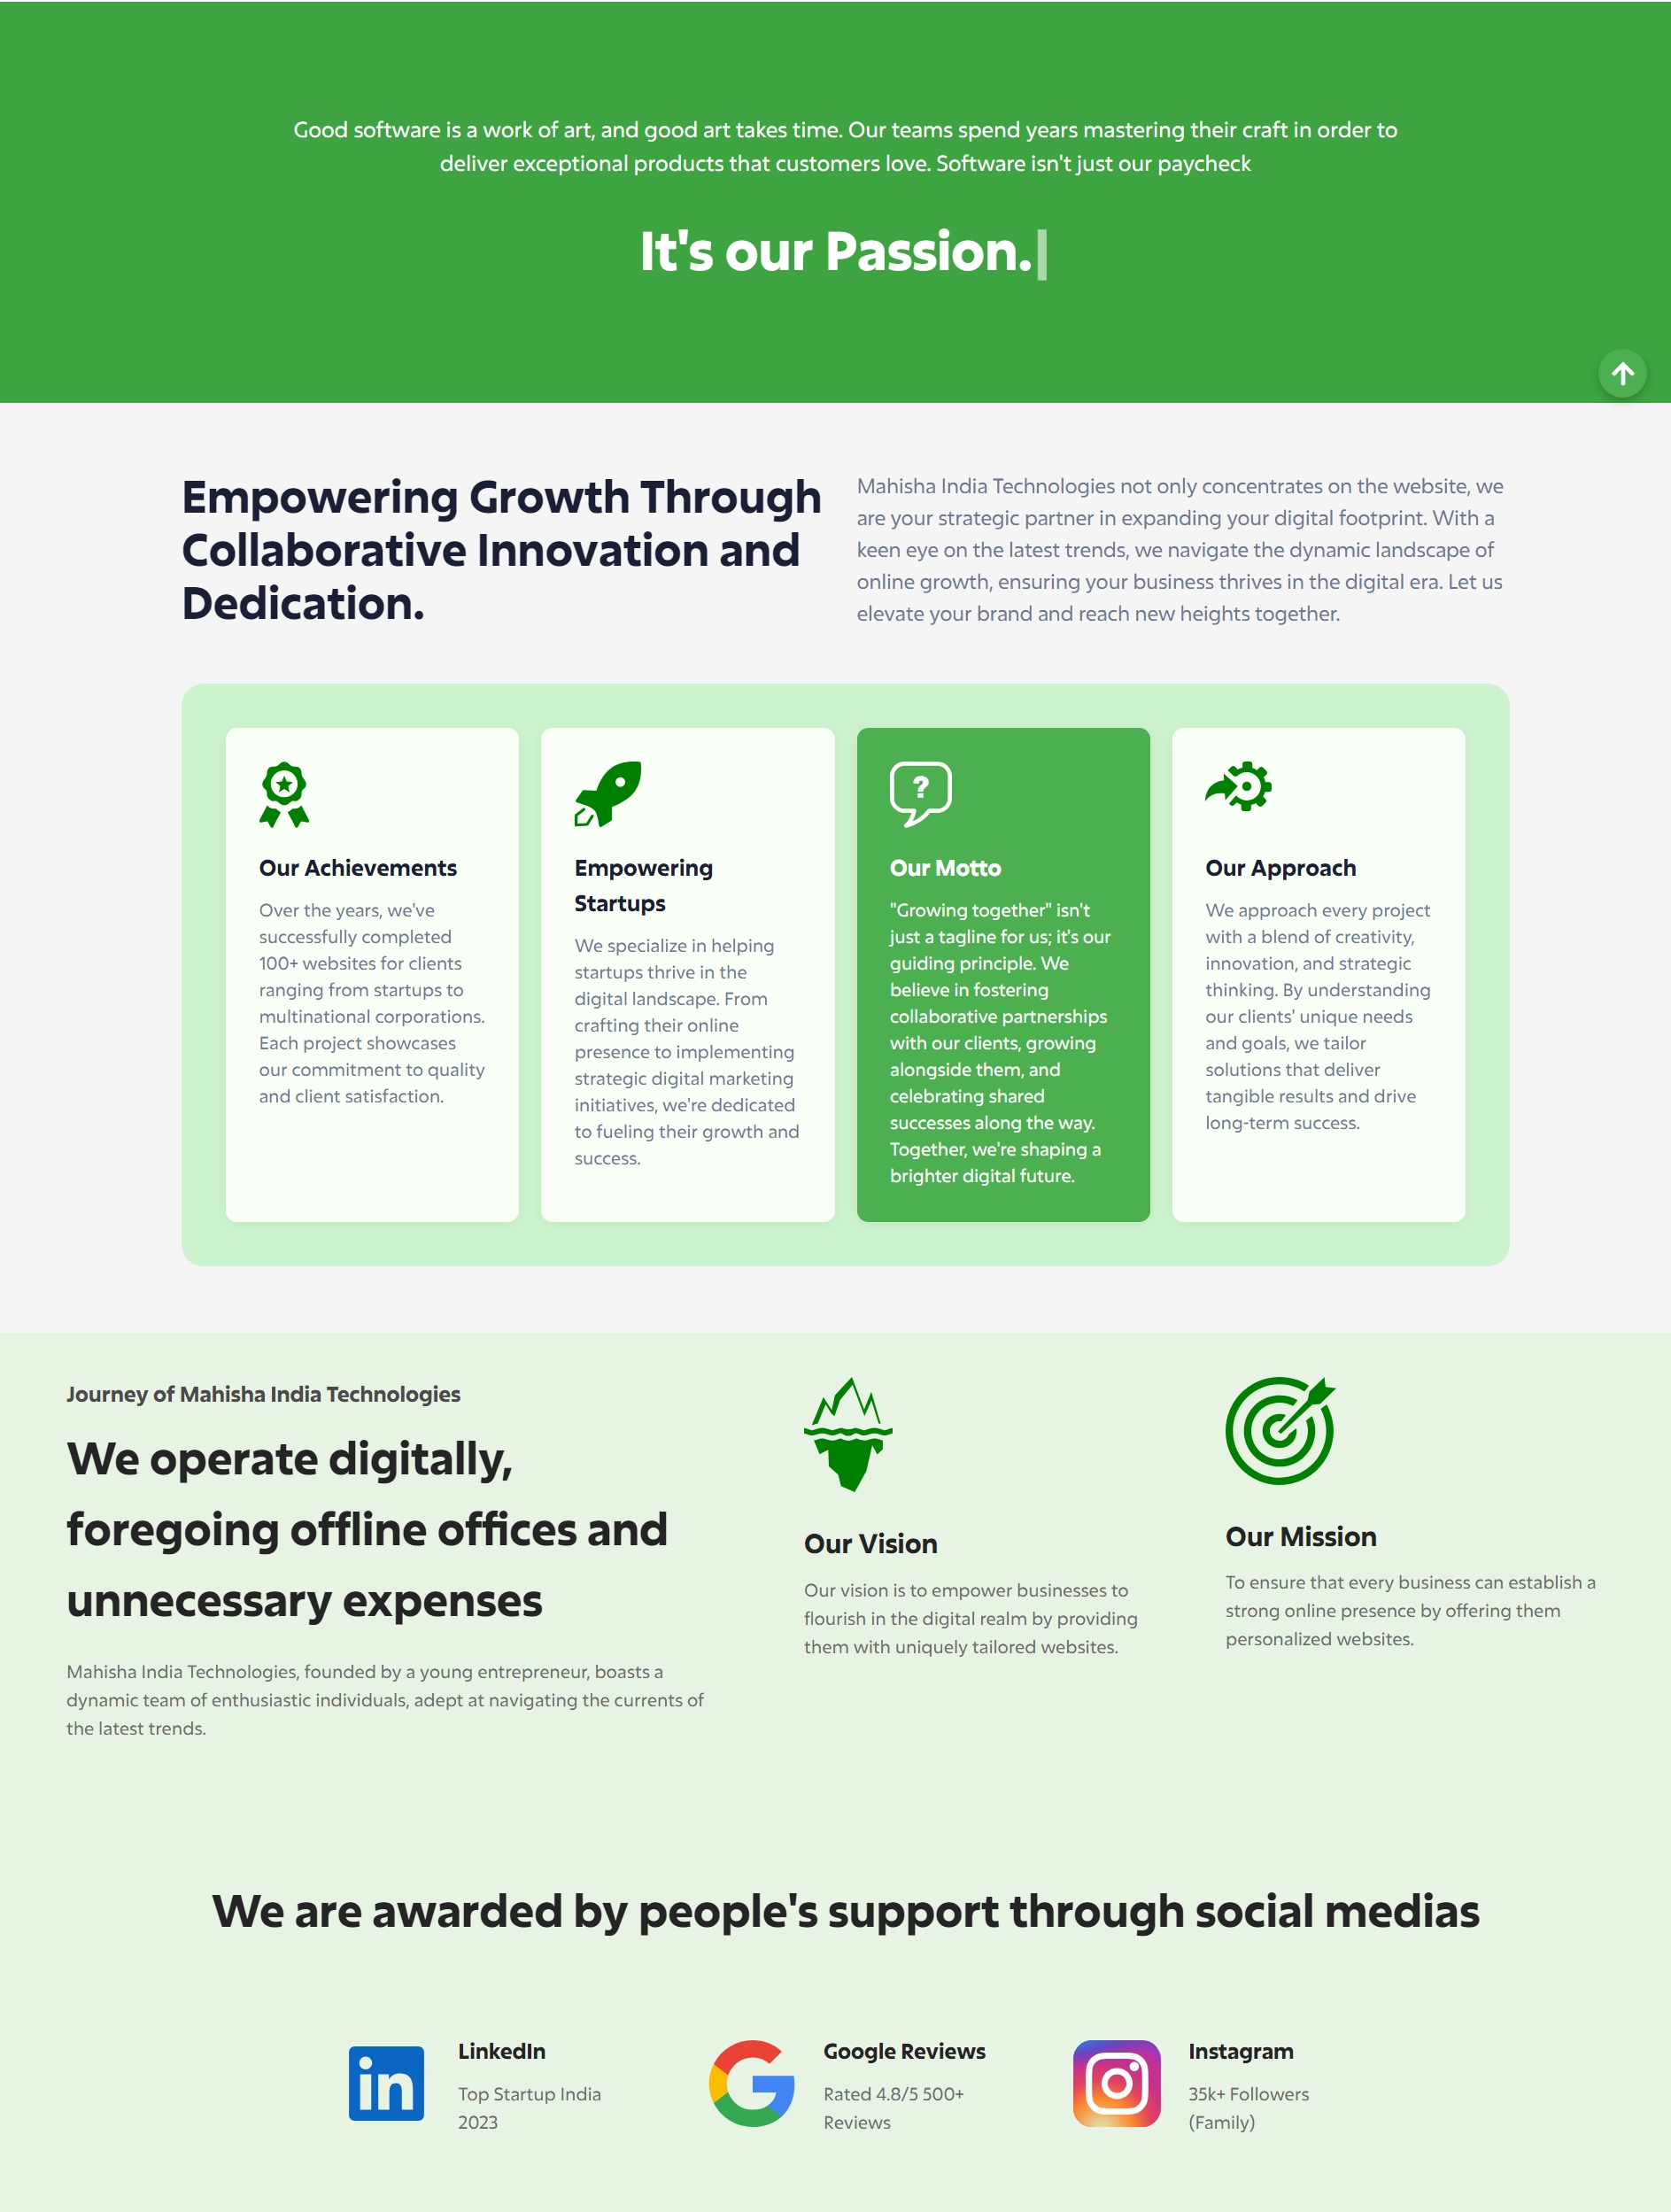 Good software is a work of art, and good art takes time. Our teams spend years mastering their craft in order to
deliver exceptional products that customers love. Software isn't just our paycheck
It's our Passion.
Empowering Growth Through
Collaborative Innovation and
Dedication.
Mahisha India Technologies not only concentrates on the website, we
are your strategic partner in expanding your digital footprint. With a
keen eye on the latest trends, we navigate the dynamic landscape of
online growth, ensuring your business thrives in the digital era. Let us
elevate your brand and reach new heights together.
Our Achievements
Over the years, we've
successfully completed
100+ websites for clients
ranging from startups to
multinational corporations.
Each project showcases
our commitment to quality
and client satisfaction.
Empowering
Startups
We specialize in helping
startups thrive in the
digital landscape. From
crafting their online
presence to implementing
strategic digital marketing
initiatives, we're dedicated
to fueling their growth and
success.
?
Our Motto
"Growing together" isn't
just a tagline for us; it's our
guiding principle. We
believe in fostering
collaborative partnerships
with our clients, growing
alongside them, and
celebrating shared
successes along the way.
Together, we're shaping a
brighter digital future.
Our Approach
We approach every project
with a blend of creativity,
innovation, and strategic
thinking. By understanding
our clients' unique needs
and goals, we tailor
solutions that deliver
tangible results and drive
long-term success.
Journey of Mahisha India Technologies
We operate digitally,
foregoing offline offices and
unnecessary expenses
Mahisha India Technologies, founded by a young entrepreneur, boasts a
dynamic team of enthusiastic individuals, adept at navigating the currents of
the latest trends.
Our Vision
Our vision is to empower businesses to
flourish in the digital realm by providing
them with uniquely tailored websites.
Our Mission
To ensure that every business can establish a
strong online presence by offering them
personalized websites.
We are awarded by people's support through social medias
in
LinkedIn
Top Startup India
2023
G
Google Reviews
Rated 4.8/5 500+
Reviews
Instagram
35k+ Followers
(Family)